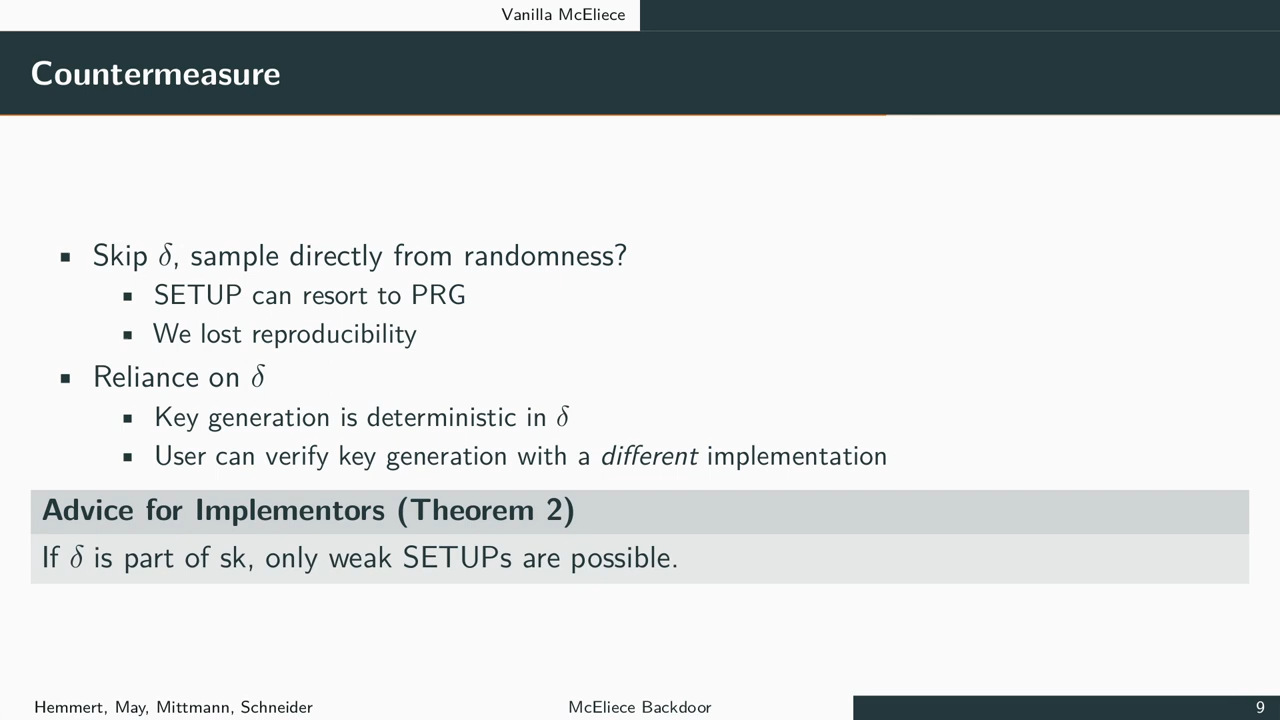 Vanilla McEliece
Countermeasure
▪ Skip δ, sample directly from randomness?
▪ SETUP can resort to PRG
▪ We lost reproducibility
▪ Reliance on δ
▪ Key generation is deterministic in δ
▪ User can verify key generation with a different implementation
Advice for Implementors (Theorem 2)
If δ is part of sk, only weak SETUPs are possible.
Hemmert, May, Mittmann, Schneider
McEliece Backdoor
9